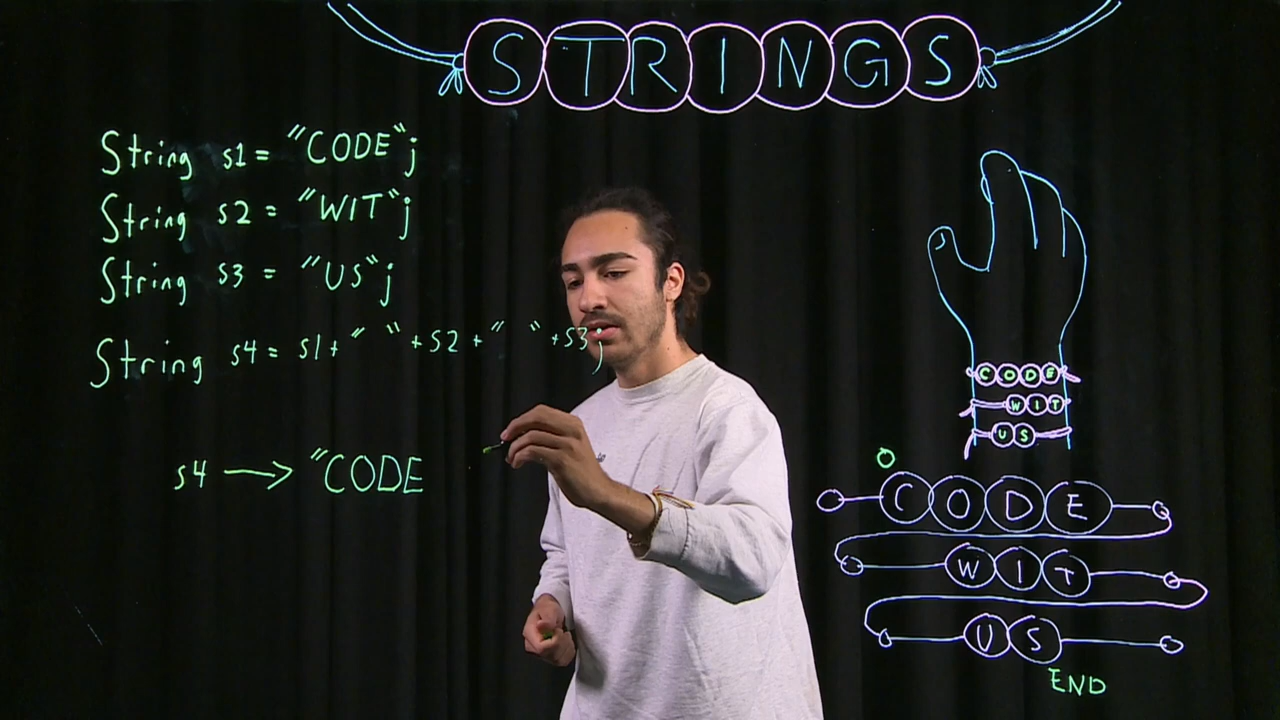 STRINGS
String s1 = "CODE";
String s2 = "WIT";
String s3 = "US";
String s4 = s1 + " " + s2 + " " + s3;
s4 → "CODE
CODE
WIT
US
0
CODE
WIT
US
END